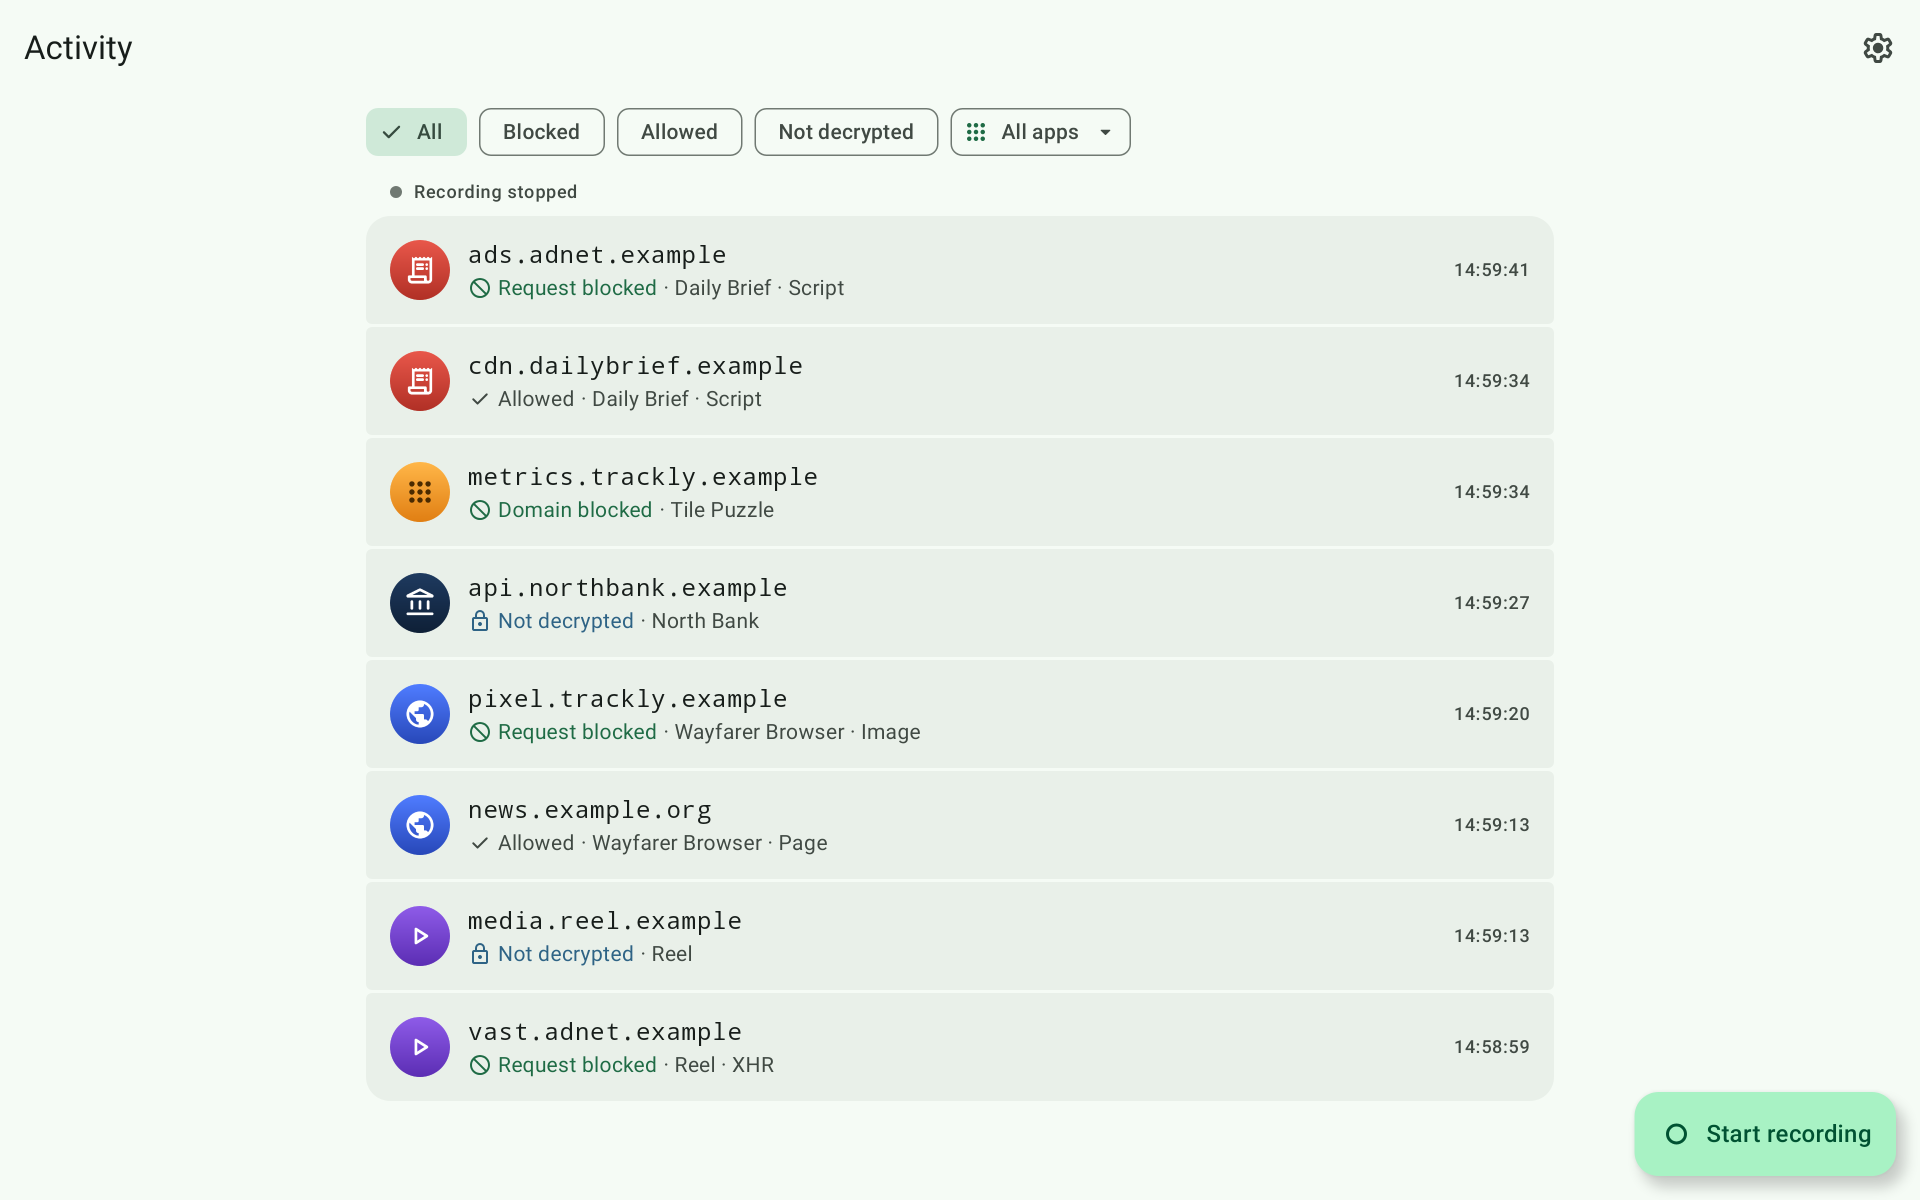 Activity
All
Blocked
Allowed
Not decrypted
All apps
Recording stopped
ads.adnet.example
Request blocked · Daily Brief · Script
14:59:41
cdn.dailybrief.example
Allowed · Daily Brief · Script
14:59:34
metrics.trackly.example
Domain blocked · Tile Puzzle
14:59:34
api.northbank.example
Not decrypted · North Bank
14:59:27
pixel.trackly.example
Request blocked · Wayfarer Browser · Image
14:59:20
news.example.org
Allowed · Wayfarer Browser · Page
14:59:13
media.reel.example
Not decrypted · Reel
14:59:13
vast.adnet.example
Request blocked · Reel · XHR
14:58:59
Start recording